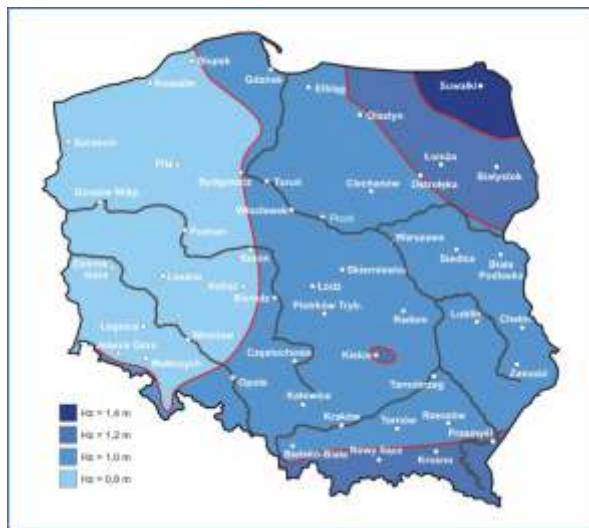 Słupsk
Koszalin
Gdańsk
Elbląg
Suwałki
Olsztyn
Szczecin
Piła
Łomża
Białystok
Bydgoszcz
Toruń
Ciechanów
Ostrołęka
Gorzów Wlkp.
Włocławek
Płock
Poznań
Warszawa
Konin
Siedlce
Biała
Podlaska
Zielona
Góra
Leszno
Kalisz
Skierniewice
Łódź
Sieradz
Piotrków Tryb.
Radom
Lublin
Chełm
Legnica
Wrocław
Jelenia Góra
Wałbrzych
Częstochowa
Kielce
Zamość
Opole
Tarnobrzeg
Katowice
Kraków
Tarnów
Rzeszów
Przemyśl
Bielsko-Biała
Nowy Sącz
Krosno
Hz = 1,4 m
Hz = 1,2 m
Hz = 1,0 m
Hz = 0,8 m